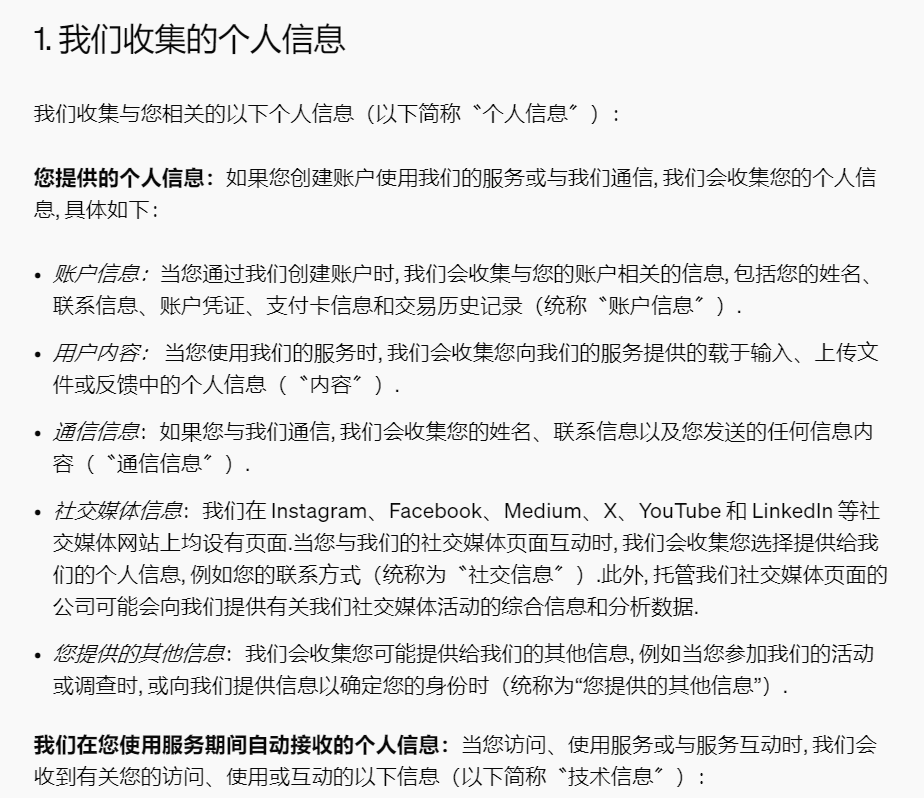 1. 我们收集的个人信息
我们收集与您相关的以下个人信息（以下简称〝个人信息〞）：
您提供的个人信息：如果您创建账户使用我们的服务或与我们通信, 我们会收集您的个人信
息, 具体如下：
• 账户信息：当您通过我们创建账户时, 我们会收集与您的账户相关的信息, 包括您的姓名、
联系信息、账户凭证、支付卡信息和交易历史记录（统称〝账户信息〞）.
• 用户内容： 当您使用我们的服务时, 我们会收集您向我们的服务提供的载于输入、上传文
件或反馈中的个人信息（〝内容〞）.
• 通信信息：如果您与我们通信, 我们会收集您的姓名、联系信息以及您发送的任何信息内
容（〝通信信息〞）.
• 社交媒体信息：我们在 Instagram、Facebook、Medium、X、YouTube 和 LinkedIn 等社
交媒体网站上均设有页面.当您与我们的社交媒体页面互动时, 我们会收集您选择提供给我
们的个人信息, 例如您的联系方式（统称为〝社交信息〞）.此外, 托管我们社交媒体页面的
公司可能会向我们提供有关我们社交媒体活动的综合信息和分析数据.
• 您提供的其他信息：我们会收集您可能提供给我们的其他信息, 例如当您参加我们的活动
或调查时, 或向我们提供信息以确定您的身份时（统称为“您提供的其他信息”）.
我们在您使用服务期间自动接收的个人信息：当您访问、使用服务或与服务互动时, 我们会
收到有关您的访问、使用或互动的以下信息（以下简称〝技术信息〞）：